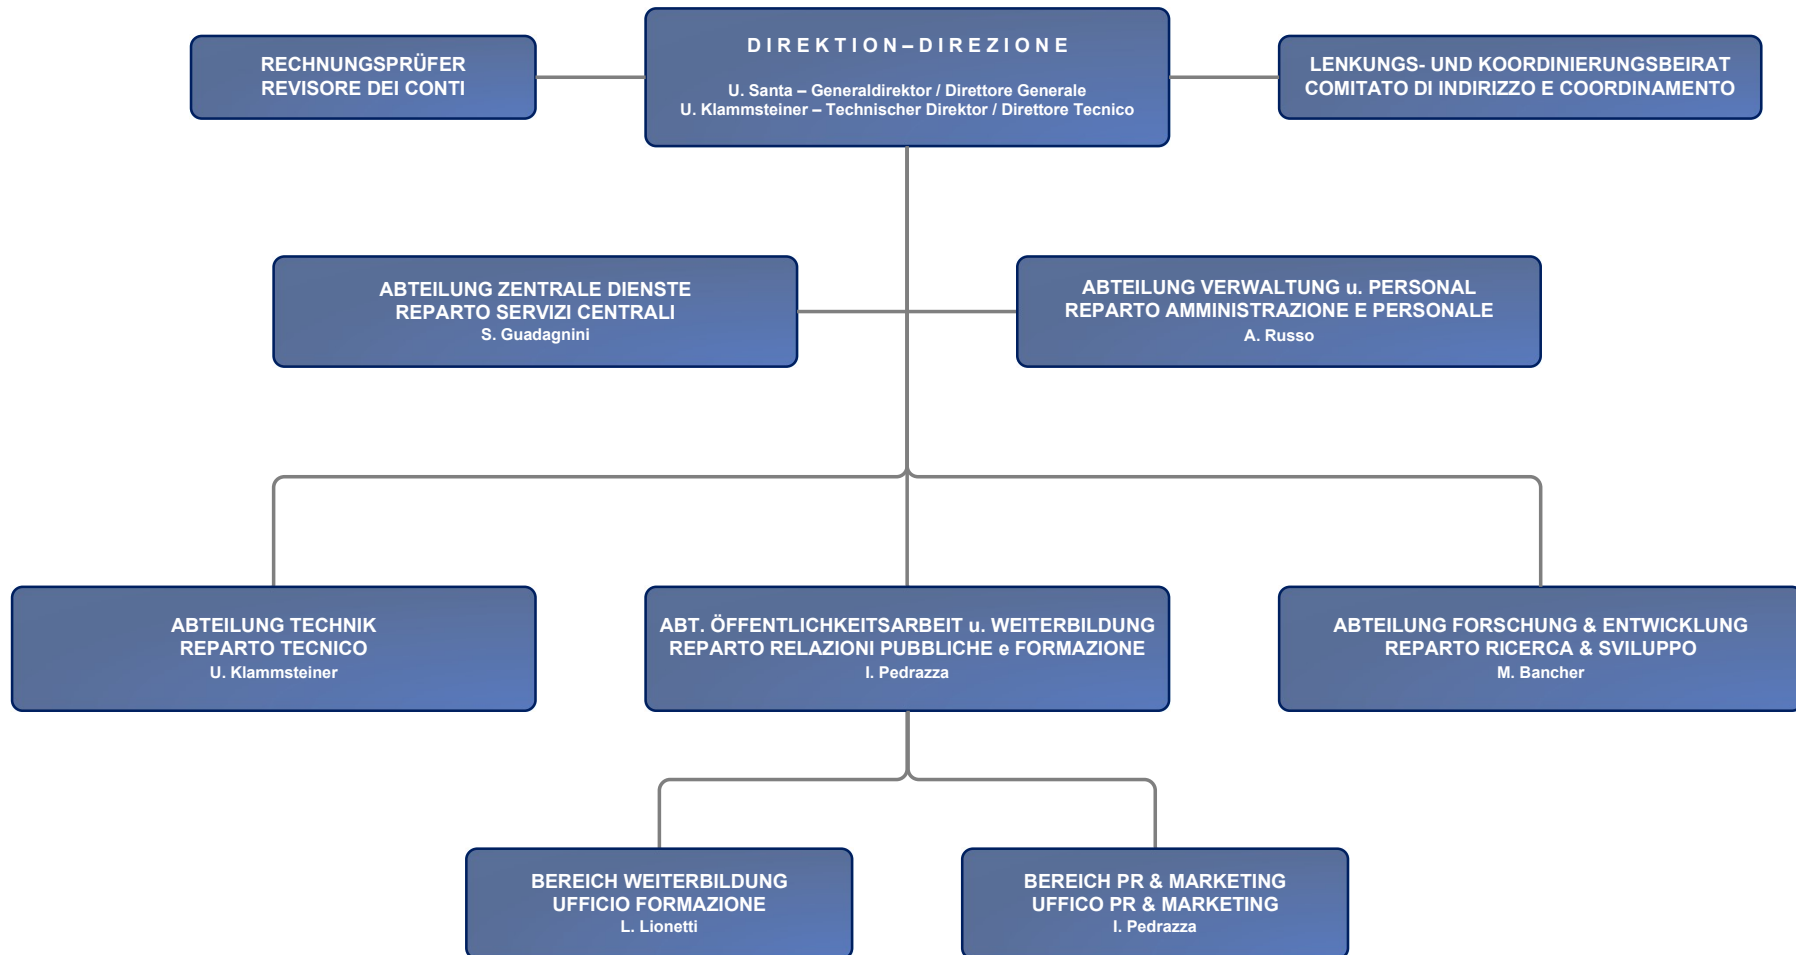 RECHNUNGSPRÜFER
REVISORE DEI CONTI
DIREKTION–DIREZIONE
U. Santa – Generaldirektor / Direttore Generale
U. Klammsteiner – Technischer Direktor / Direttore Tecnico
LENKUNGS- UND KOORDINIERUNGSBEIRAT
COMITATO DI INDIRIZZO E COORDINAMENTO
ABTEILUNG ZENTRALE DIENSTE
REPARTO SERVIZI CENTRALI
S. Guadagnini
ABTEILUNG VERWALTUNG u. PERSONAL
REPARTO AMMINISTRAZIONE E PERSONALE
A. Russo
ABTEILUNG TECHNIK
REPARTO TECNICO
U. Klammsteiner
ABT. ÖFFENTLICHKEITSARBEIT u. WEITERBILDUNG
REPARTO RELAZIONI PUBBLICHE e FORMAZIONE
I. Pedrazza
ABTEILUNG FORSCHUNG & ENTWICKLUNG
REPARTO RICERCA & SVILUPPO
M. Bancher
BEREICH WEITERBILDUNG
UFFICIO FORMAZIONE
L. Lionetti
BEREICH PR & MARKETING
UFFICO PR & MARKETING
I. Pedrazza